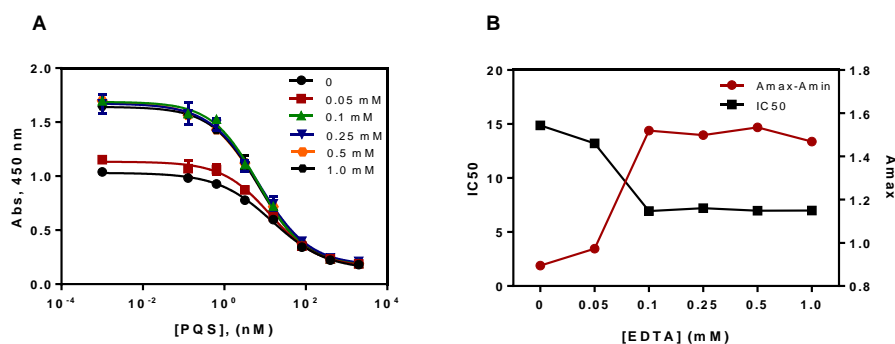 A
2.0
1.5
1.0
0.5
0.0
Abs, 450 nm
10⁻⁴
10⁻²
10⁰
10²
10⁴
[PQS], (nM)
0
0.05 mM
0.1 mM
0.25 mM
0.5 mM
1.0 mM
B
20
15
10
5
0
IC50
1.8
1.6
1.4
1.2
1.0
0.8
Amax
Amax-Amin
IC50
0
0.05
0.1
0.25
0.5
1.0
[EDTA] (mM)